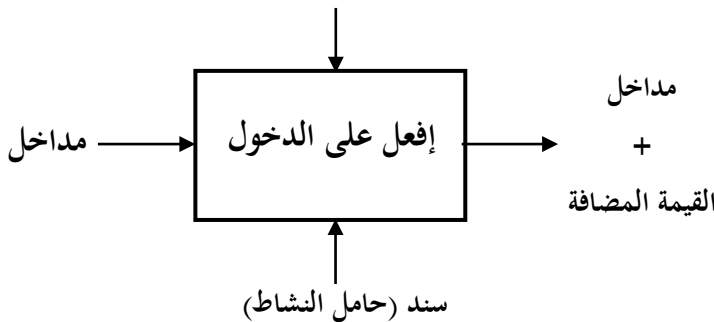 مداخل
إفعل على الدخول
مداخل
+
القيمة المضافة
سند (حامل النشاط)